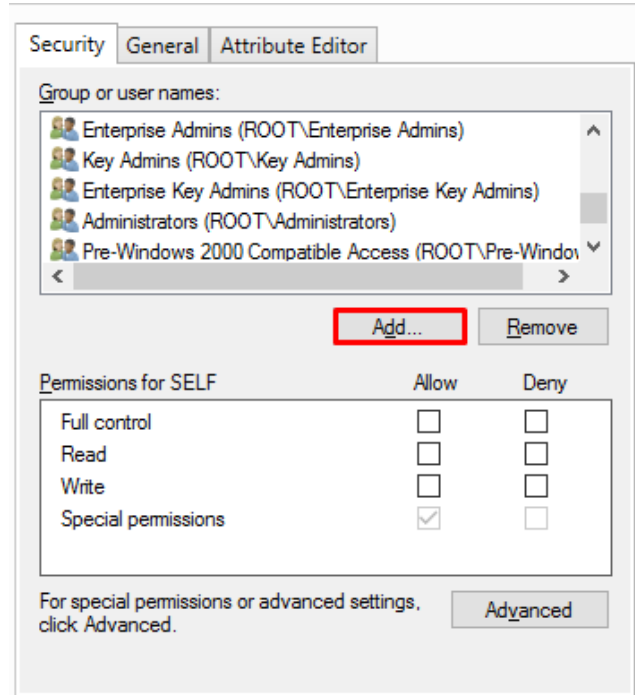 Security General Attribute Editor
Group or user names:
Enterprise Admins (ROOT\Enterprise Admins)
Key Admins (ROOT\Key Admins)
Enterprise Key Admins (ROOT\Enterprise Key Admins)
Administrators (ROOT\Administrators)
Pre-Windows 2000 Compatible Access (ROOT\Pre-Window
Add... Remove
Permissions for SELF Allow Deny
Full control
Read
Write
Special permissions
For special permissions or advanced settings,
click Advanced.
Advanced